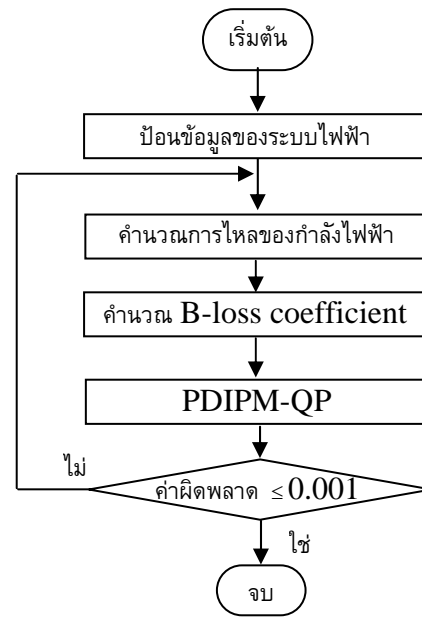 เริ่มต้น
ป้อนข้อมูลของระบบไฟฟ้า
คำนวณการไหลของกำลังไฟฟ้า
คำนวณ B-loss coefficient
PDIPM-QP
ไม่
ค่าผิดพลาด ≤ 0.001
ใช่
จบ